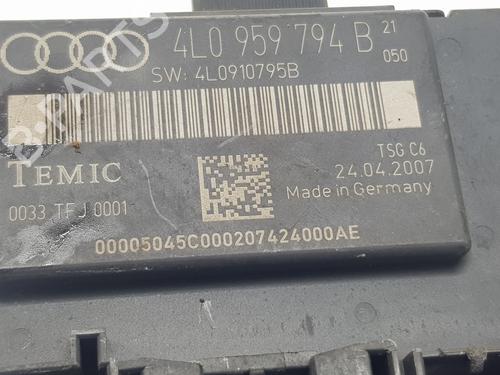 4L0 959 794 B 21
050
SW: 4L0910795B
B-PARTS
TEMIC
TSG C6
24.04.2007
0033 TFJ 0001
Made in Germany
00005045C000207424000AE